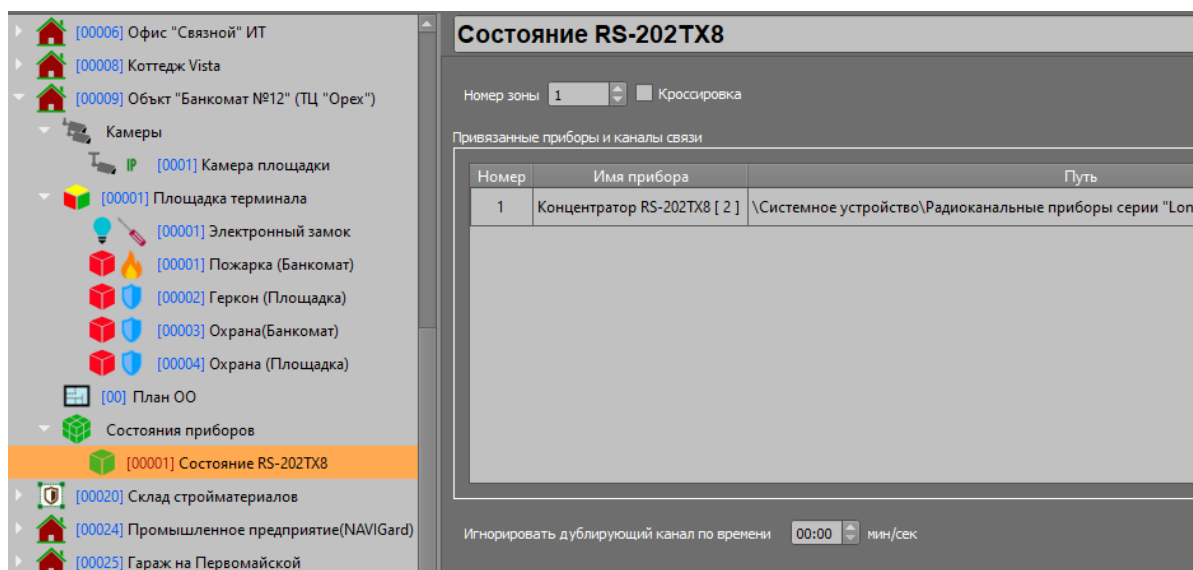 [00006] Офис "Связной" ИТ
[00008] Коттедж Vista
[00009] Объкт "Банкомат №12" (ТЦ "Орех")
Камеры
IP [0001] Камера площадки
[00001] Площадка терминала
[00001] Электронный замок
[00001] Пожарка (Банкомат)
[00002] Геркон (Площадка)
[00003] Охрана(Банкомат)
[00004] Охрана (Площадка)
[00] План ОО
Состояния приборов
[00001] Состояние RS-202TX8
[00020] Склад стройматериалов
[00024] Промышленное предприятие(NAVIGard)
[00025] Гараж на Первомайской
Состояние RS-202TX8
Номер зоны 1 Кроссировка
Привязанные приборы и каналы связи
Номер Имя прибора Путь
1 Концентратор RS-202TX8 [ 2 ] \Системное устройство\Радиоканальные приборы серии "Lon
Игнорировать дублирующий канал по времени 00:00 мин/сек